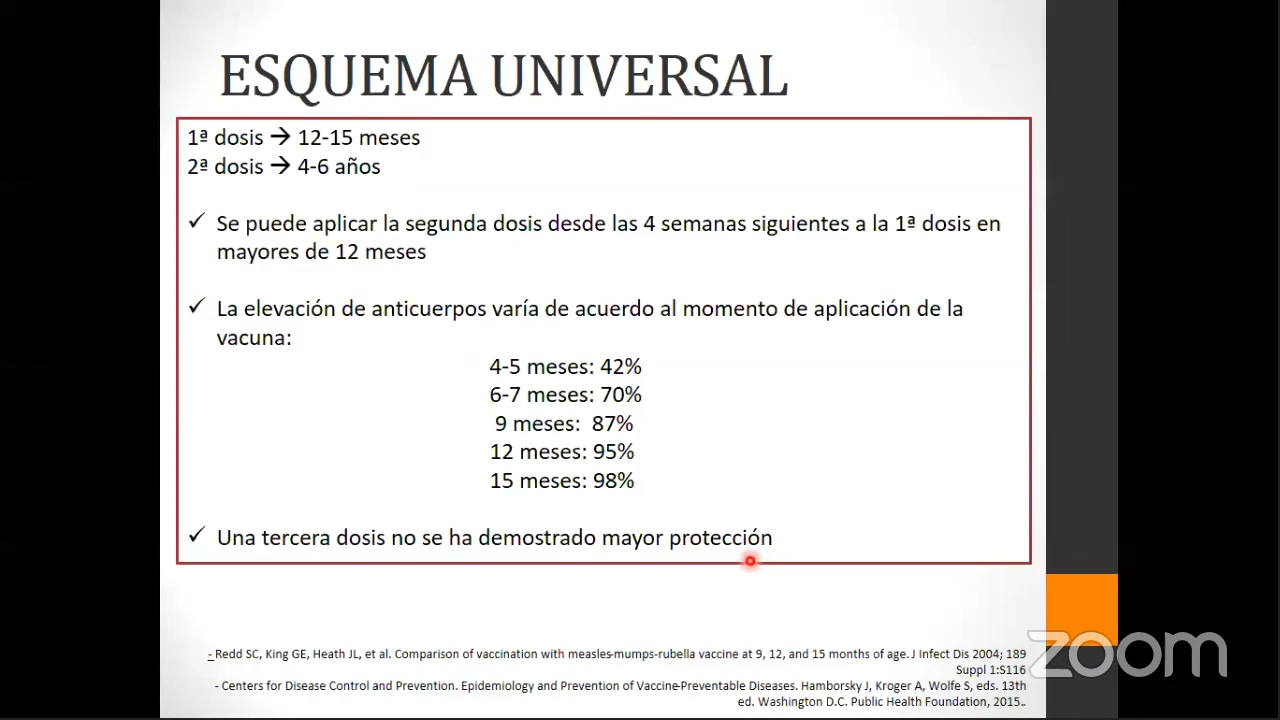 ESQUEMA UNIVERSAL
1ª dosis → 12-15 meses
2ª dosis → 4-6 años
✓ Se puede aplicar la segunda dosis desde las 4 semanas siguientes a la 1ª dosis en
mayores de 12 meses
✓ La elevación de anticuerpos varía de acuerdo al momento de aplicación de la
vacuna:
4-5 meses: 42%
6-7 meses: 70%
9 meses: 87%
12 meses: 95%
15 meses: 98%
✓ Una tercera dosis no se ha demostrado mayor protección
- Redd SC, King GE, Heath JL, et al. Comparison of vaccination with measles-mumps-rubella vaccine at 9, 12, and 15 months of age. J Infect Dis 2004; 189
Suppl 1:S116
- Centers for Disease Control and Prevention. Epidemiology and Prevention of Vaccine-Preventable Diseases. Hamborsky J, Kroger A, Wolfe S, eds. 13th
ed. Washington D.C. Public Health Foundation, 2015..
zoom